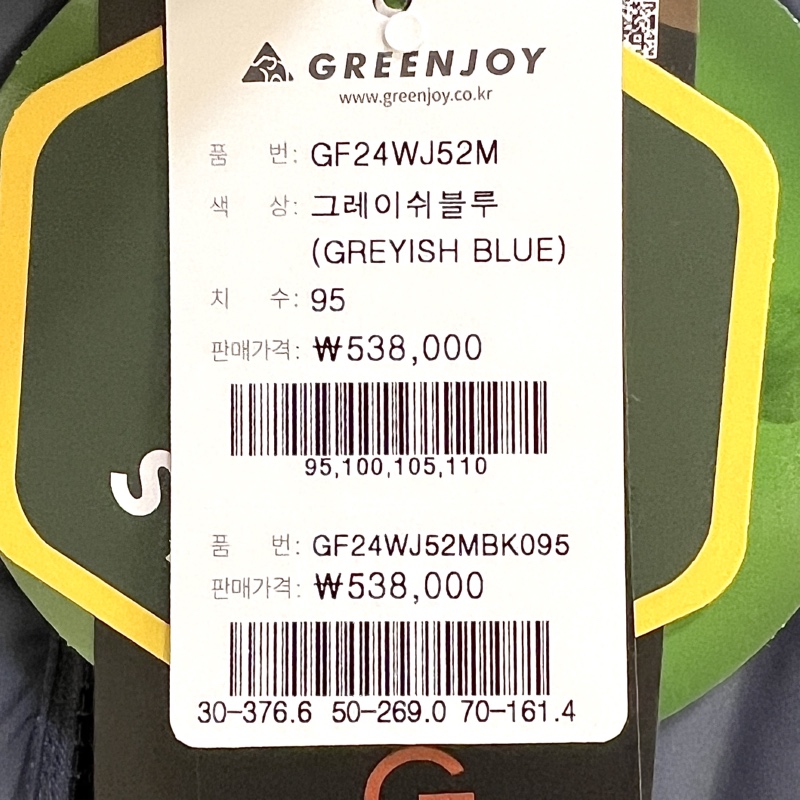 GREENJOY
www.greenjoy.co.kr
품 번: GF24WJ52M
색 상: 그레이쉬블루
(GREYISH BLUE)
치 수: 95
판매가격: ₩538,000
95,100,105,110
S
품 번: GF24WJ52MBK095
판매가격: ₩538,000
30-376.6 50-269.0 70-161.4
G